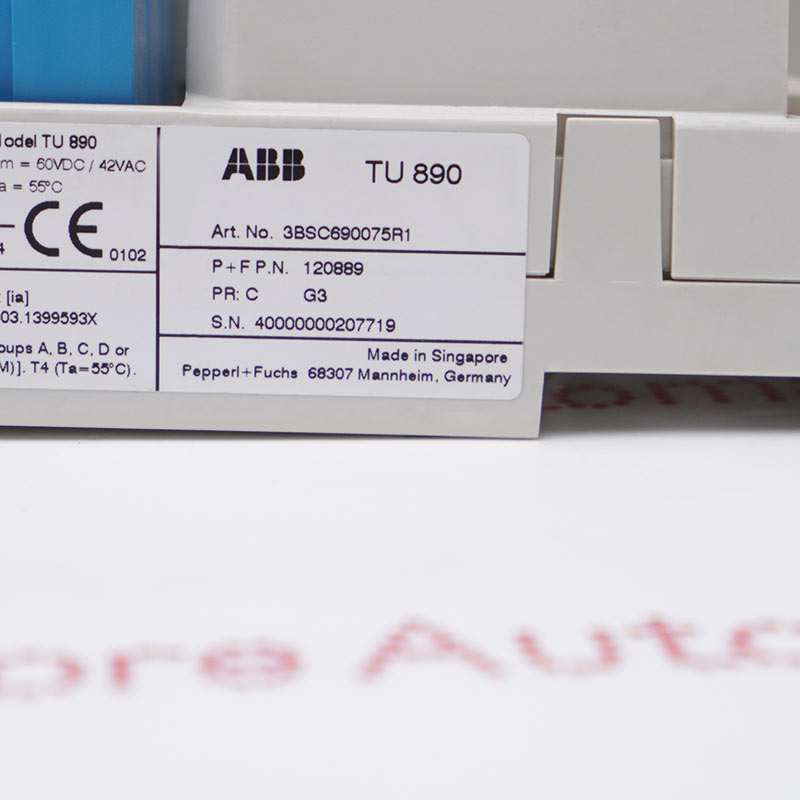 odel TU 890
m = 60VDC / 42VAC
a = 55°C
CE 0102
4
[ia]
03.1399593X
oups A, B, C, D or
M)]. T4 (Ta=55°C).
ABB TU 890
Art. No. 3BSC690075R1
P+F P.N. 120889
PR: C G3
S.N. 40000000207719
Made in Singapore
Pepperl+Fuchs 68307 Mannheim, Germany
ore Auto